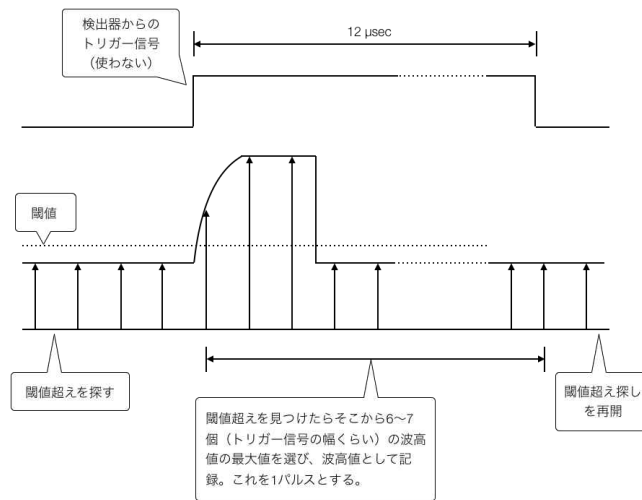 検出器からの
トリガー信号
（使わない）
12 μsec
閾値
閾値超えを探す
閾値超えを見つけたらそこから6〜7
個（トリガー信号の幅くらい）の波高
値の最大値を選び、波高値として記
録。これを1パルスとする。
閾値超え探し
を再開